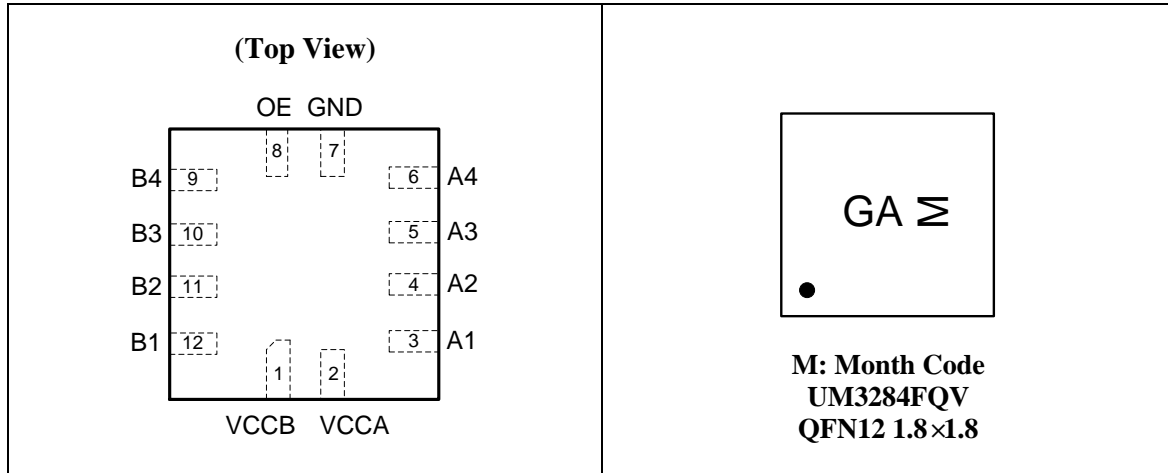 (Top View)
OE GND
8 7
B4 9 6 A4
B3 10 5 A3
B2 11 4 A2
B1 12 3 A1
1 2
VCCB VCCA
GA M
M: Month Code
UM3284FQV
QFN12 1.8×1.8